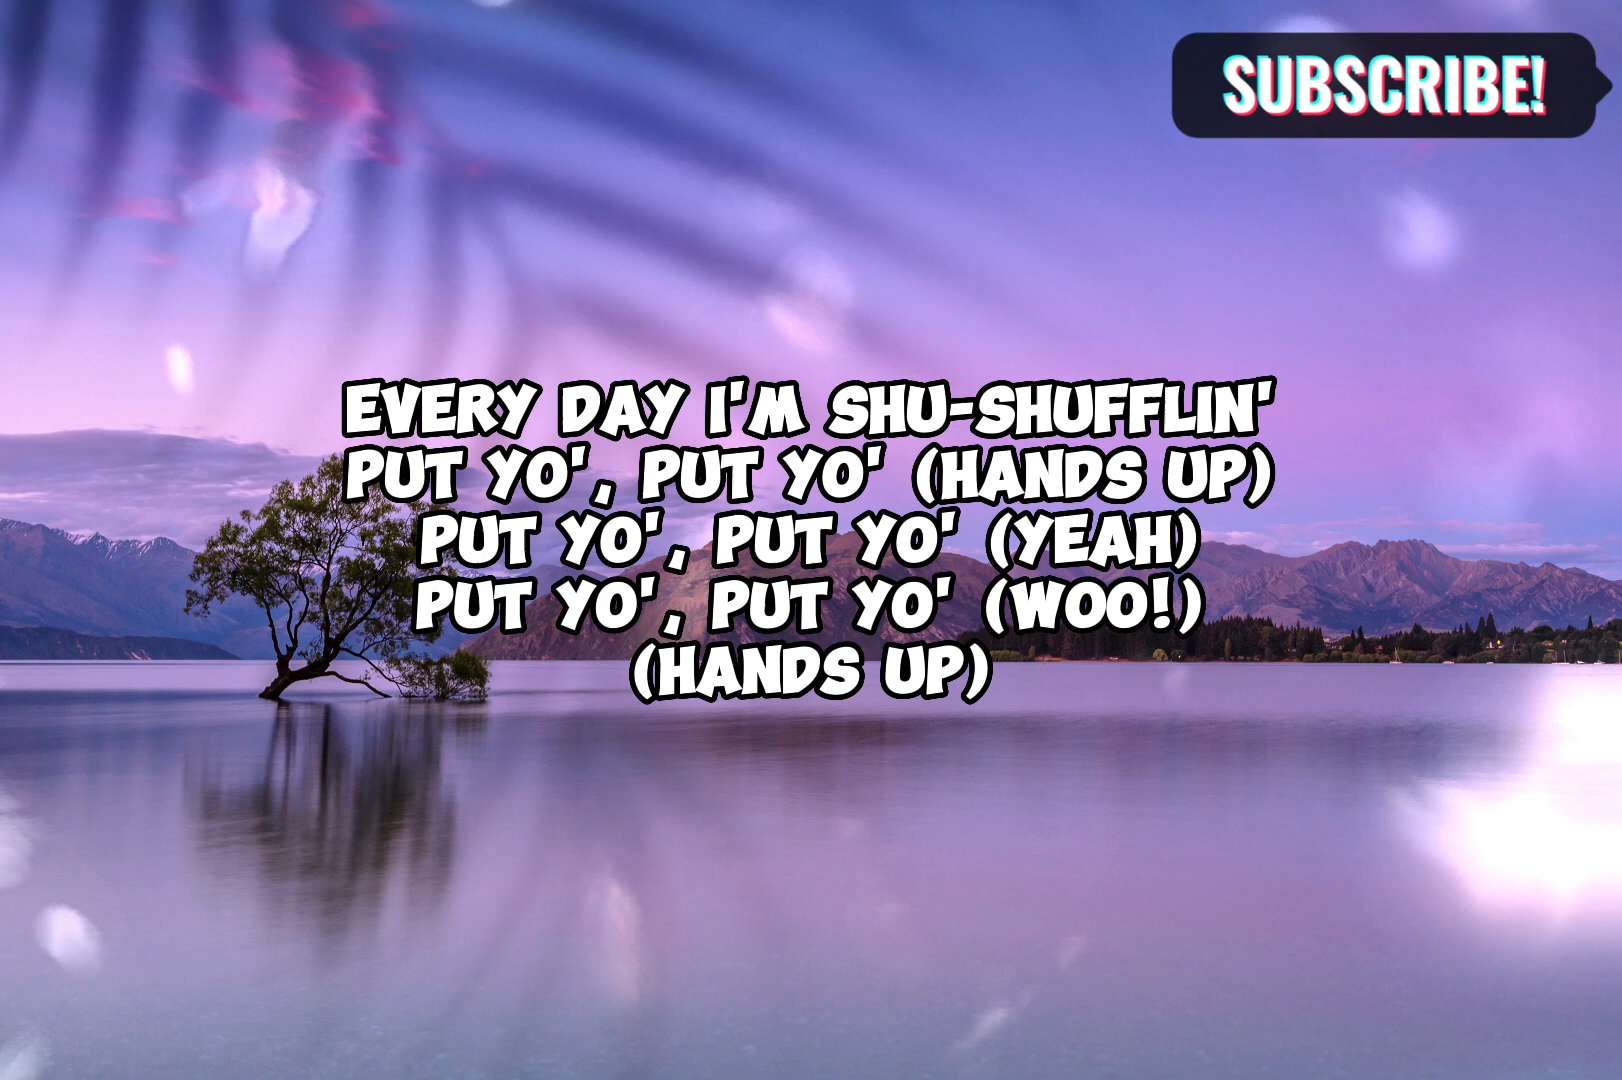 SUBSCRIBE!
EVERY DAY I'M SHU-SHUFFLIN'
PUT YO', PUT YO' (HANDS UP)
PUT YO', PUT YO' (YEAH)
PUT YO', PUT YO' (WOO!)
(HANDS UP)